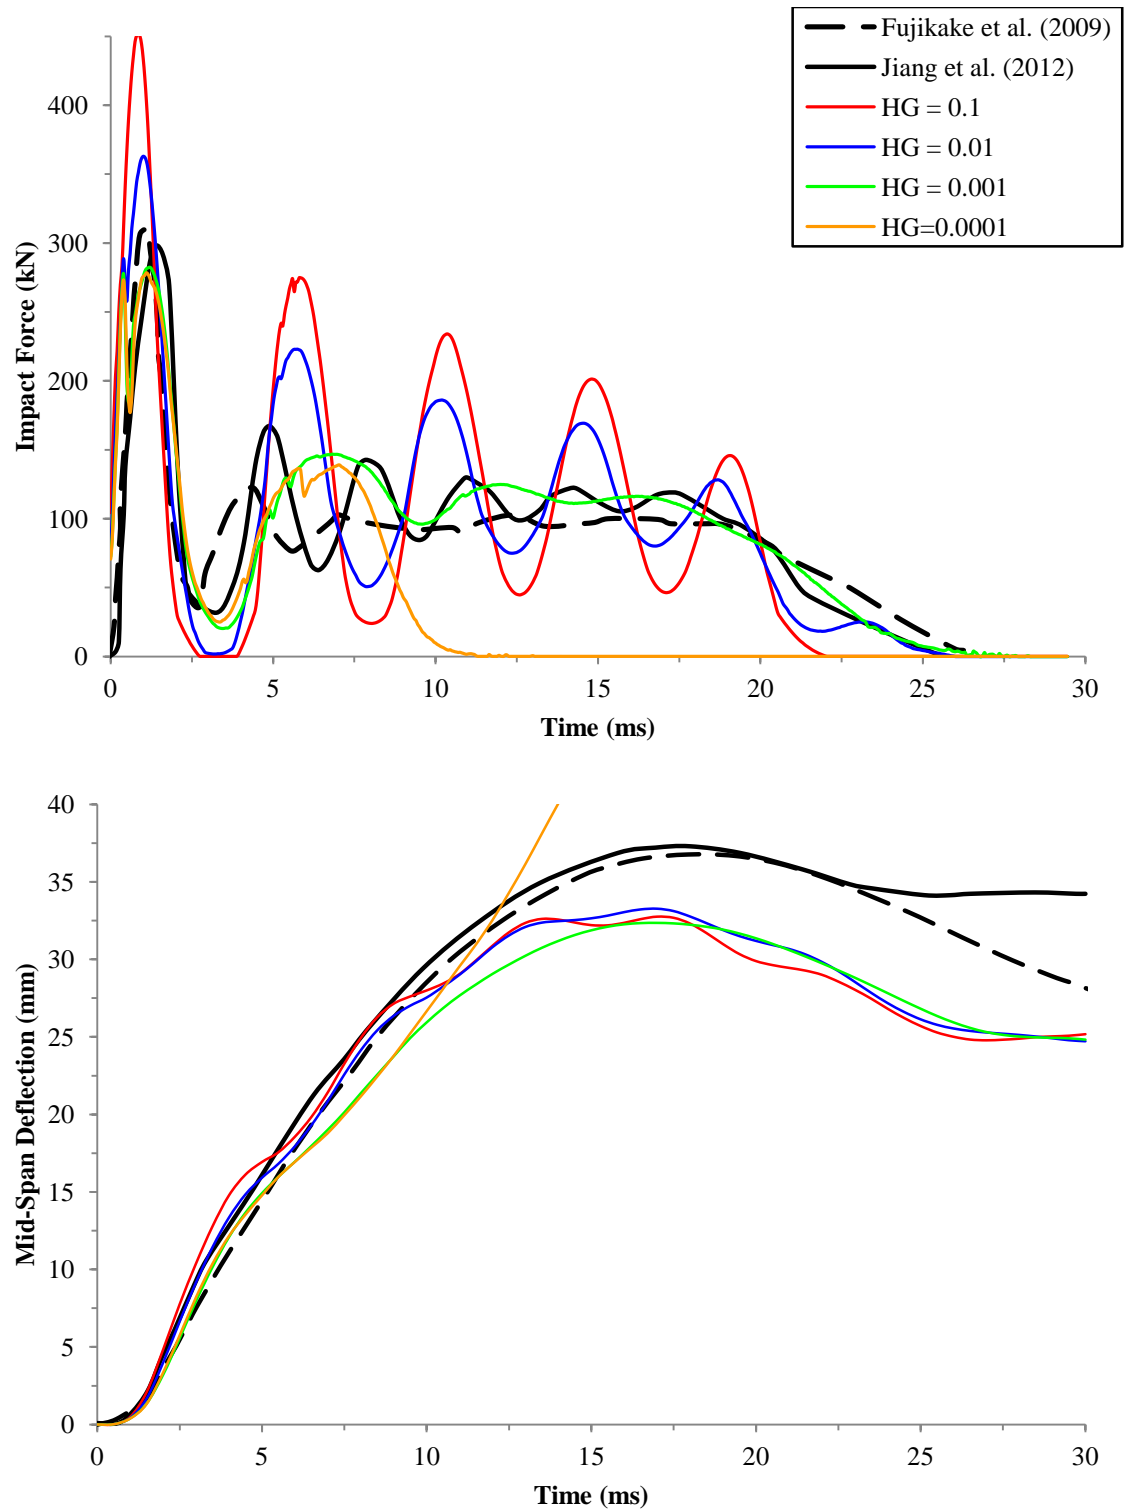 Fujikake et al. (2009)
Jiang et al. (2012)
HG = 0.1
HG = 0.01
HG = 0.001
HG=0.0001
Impact Force (kN)
400
300
200
100
0
0 5 10 15 20 25 30
Time (ms)
Mid-Span Deflection (mm)
40
35
30
25
20
15
10
5
0
0 5 10 15 20 25 30
Time (ms)